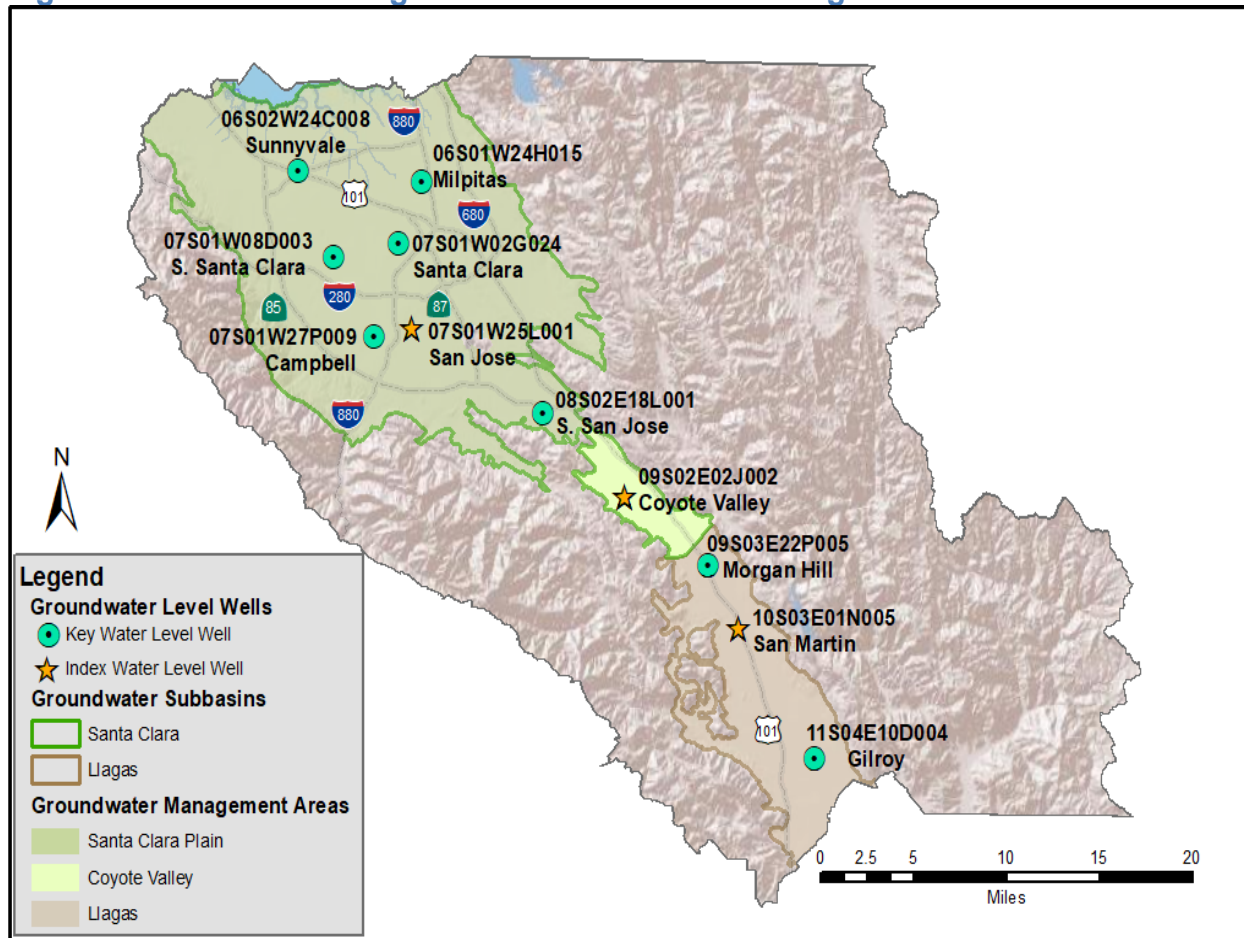 06S02W24C008
Sunnyvale
880
06S01W24H015
Milpitas
101
680
07S01W08D003
S. Santa Clara
07S01W02G024
Santa Clara
280
85
87
07S01W27P009
Campbell
07S01W25L001
San Jose
880
08S02E18L001
S. San Jose
09S02E02J002
Coyote Valley
N
09S03E22P005
Morgan Hill
10S03E01N005
San Martin
101
11S04E10D004
Gilroy
Legend
Groundwater Level Wells
Key Water Level Well
Index Water Level Well
Groundwater Subbasins
Santa Clara
Llagas
Groundwater Management Areas
Santa Clara Plain
Coyote Valley
Llagas
0 2.5 5 10 15 20
Miles